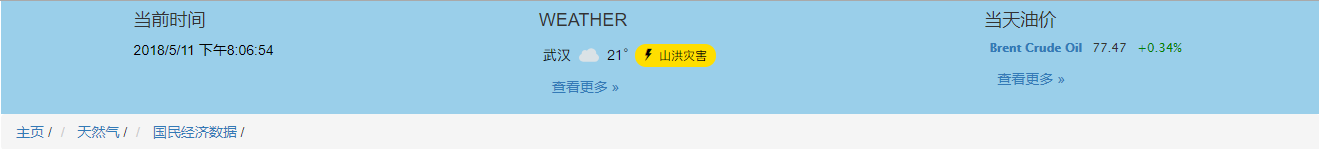 当前时间
2018/5/11 下午8:06:54
WEATHER
武汉 21° 山洪灾害
查看更多 »
当天油价
Brent Crude Oil 77.47 +0.34%
查看更多 »
主页 / / 天然气 / / 国民经济数据 /